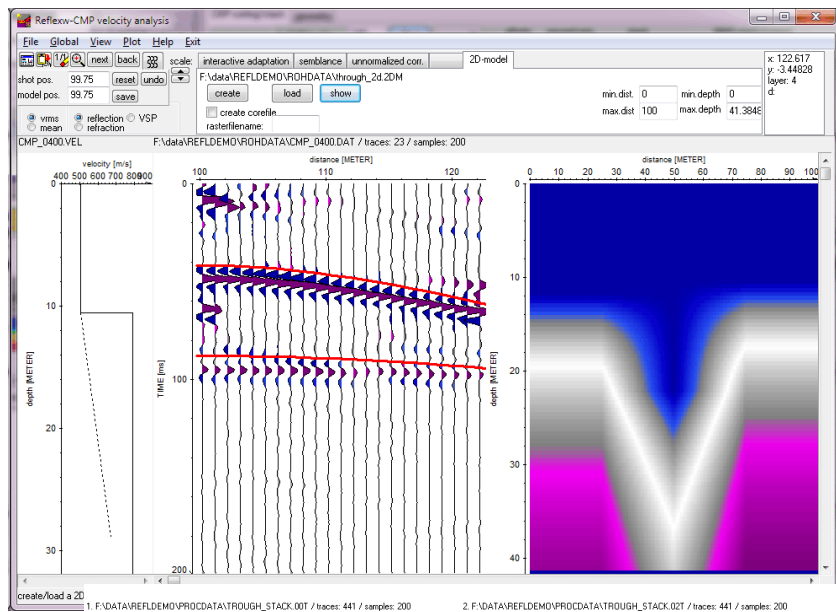 Reflexw-CMP velocity analysis
File Global View Plot Help Exit
next back scale: interactive adaptation semblance unnormalized corr. 2D-model
shot pos. 99.75 reset undo
model pos. 99.75 save
F:\data\REFLDEMO\ROHDATA\through_2d.2DM
create load show
create corefile
rasterfilename:
min.dist 0 min.depth 0
max.dist 100 max.depth 41.3848
x: 122.617
y: -3.44828
layer: 4
d:
vrms reflection VSP
mean refraction
CMP_0400.VEL F:\data\REFLDEMO\ROHDATA\CMP_0400.DAT / traces: 23 / samples: 200
velocity [m/s]
400 500 600 700 800900
0
10
20
30
depth [METER]
distance [METER]
100 110 120
0
100
200
TIME [ms]
depth [METER]
distance [METER]
0 10 20 30 40 50 60 70 80 90 100
0
10
20
30
40
create/load a 2D
1. F:\DATA\REFLDEMO\PROCDATA\TROUGH_STACK.00T / traces: 441 / samples: 200 2. F:\DATA\REFLDEMO\PROCDATA\TROUGH_STACK.02T / traces: 441 / samples: 200